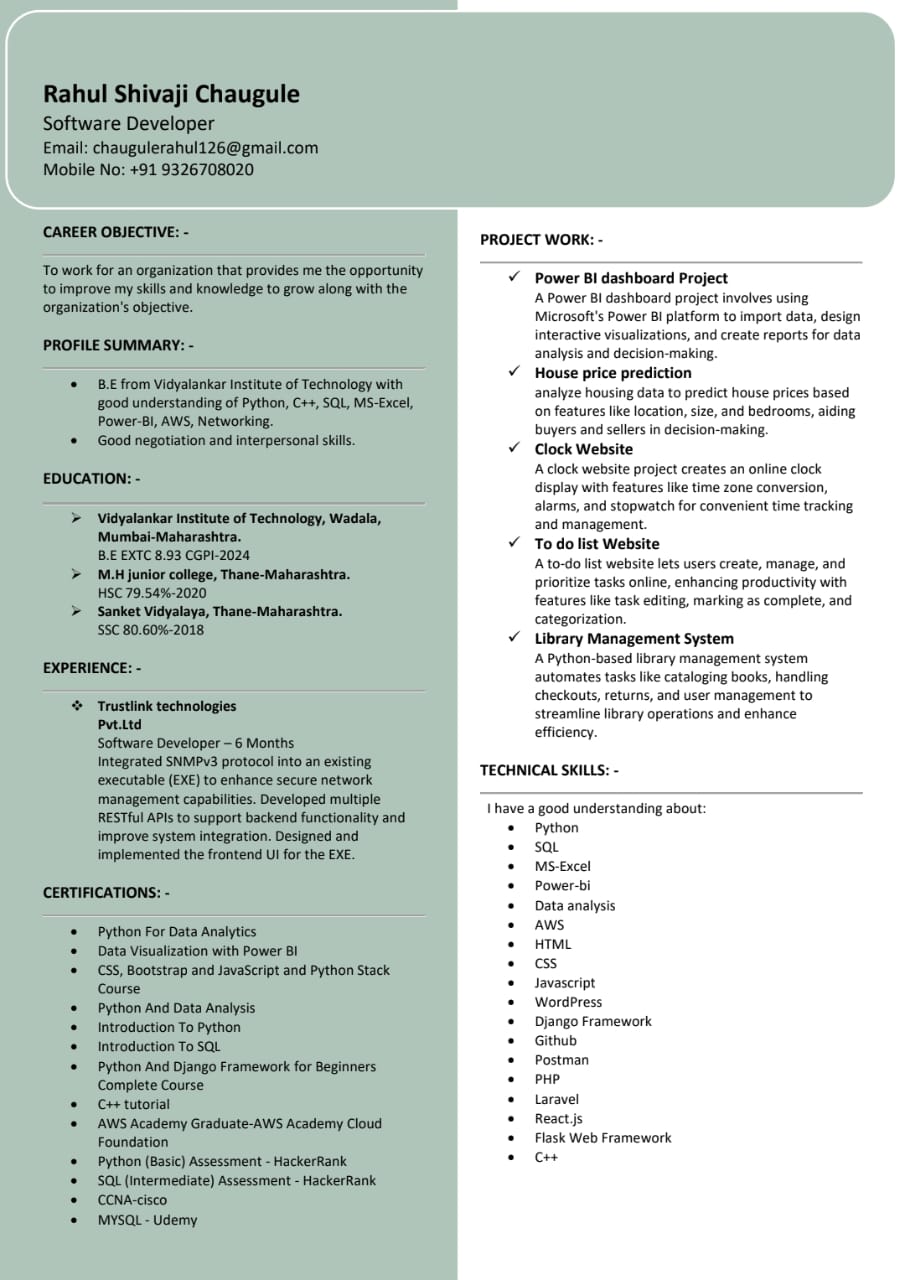 Rahul Shivaji Chaugule
Software Developer
Email: chaugulerahul126@gmail.com
Mobile No: +91 9326708020
CAREER OBJECTIVE: -
To work for an organization that provides me the opportunity
to improve my skills and knowledge to grow along with the
organization's objective.
PROFILE SUMMARY: -
• B.E from Vidyalankar Institute of Technology with
good understanding of Python, C++, SQL, MS-Excel,
Power-BI, AWS, Networking.
• Good negotiation and interpersonal skills.
EDUCATION: -
➢ Vidyalankar Institute of Technology, Wadala,
Mumbai-Maharashtra.
B.E EXTC 8.93 CGPI-2024
➢ M.H junior college, Thane-Maharashtra.
HSC 79.54%-2020
➢ Sanket Vidyalaya, Thane-Maharashtra.
SSC 80.60%-2018
EXPERIENCE: -
❖ Trustlink technologies
Pvt.Ltd
Software Developer – 6 Months
Integrated SNMPv3 protocol into an existing
executable (EXE) to enhance secure network
management capabilities. Developed multiple
RESTful APIs to support backend functionality and
improve system integration. Designed and
implemented the frontend UI for the EXE.
CERTIFICATIONS: -
• Python For Data Analytics
• Data Visualization with Power BI
• CSS, Bootstrap and JavaScript and Python Stack
Course
• Python And Data Analysis
• Introduction To Python
• Introduction To SQL
• Python And Django Framework for Beginners
Complete Course
• C++ tutorial
• AWS Academy Graduate-AWS Academy Cloud
Foundation
• Python (Basic) Assessment - HackerRank
• SQL (Intermediate) Assessment - HackerRank
• CCNA-cisco
• MYSQL - Udemy
PROJECT WORK: -
✓ Power BI dashboard Project
A Power BI dashboard project involves using
Microsoft's Power BI platform to import data, design
interactive visualizations, and create reports for data
analysis and decision-making.
✓ House price prediction
analyze housing data to predict house prices based
on features like location, size, and bedrooms, aiding
buyers and sellers in decision-making.
✓ Clock Website
A clock website project creates an online clock
display with features like time zone conversion,
alarms, and stopwatch for convenient time tracking
and management.
✓ To do list Website
A to-do list website lets users create, manage, and
prioritize tasks online, enhancing productivity with
features like task editing, marking as complete, and
categorization.
✓ Library Management System
A Python-based library management system
automates tasks like cataloging books, handling
checkouts, returns, and user management to
streamline library operations and enhance
efficiency.
TECHNICAL SKILLS: -
I have a good understanding about:
• Python
• SQL
• MS-Excel
• Power-bi
• Data analysis
• AWS
• HTML
• CSS
• Javascript
• WordPress
• Django Framework
• Github
• Postman
• PHP
• Laravel
• React.js
• Flask Web Framework
• C++